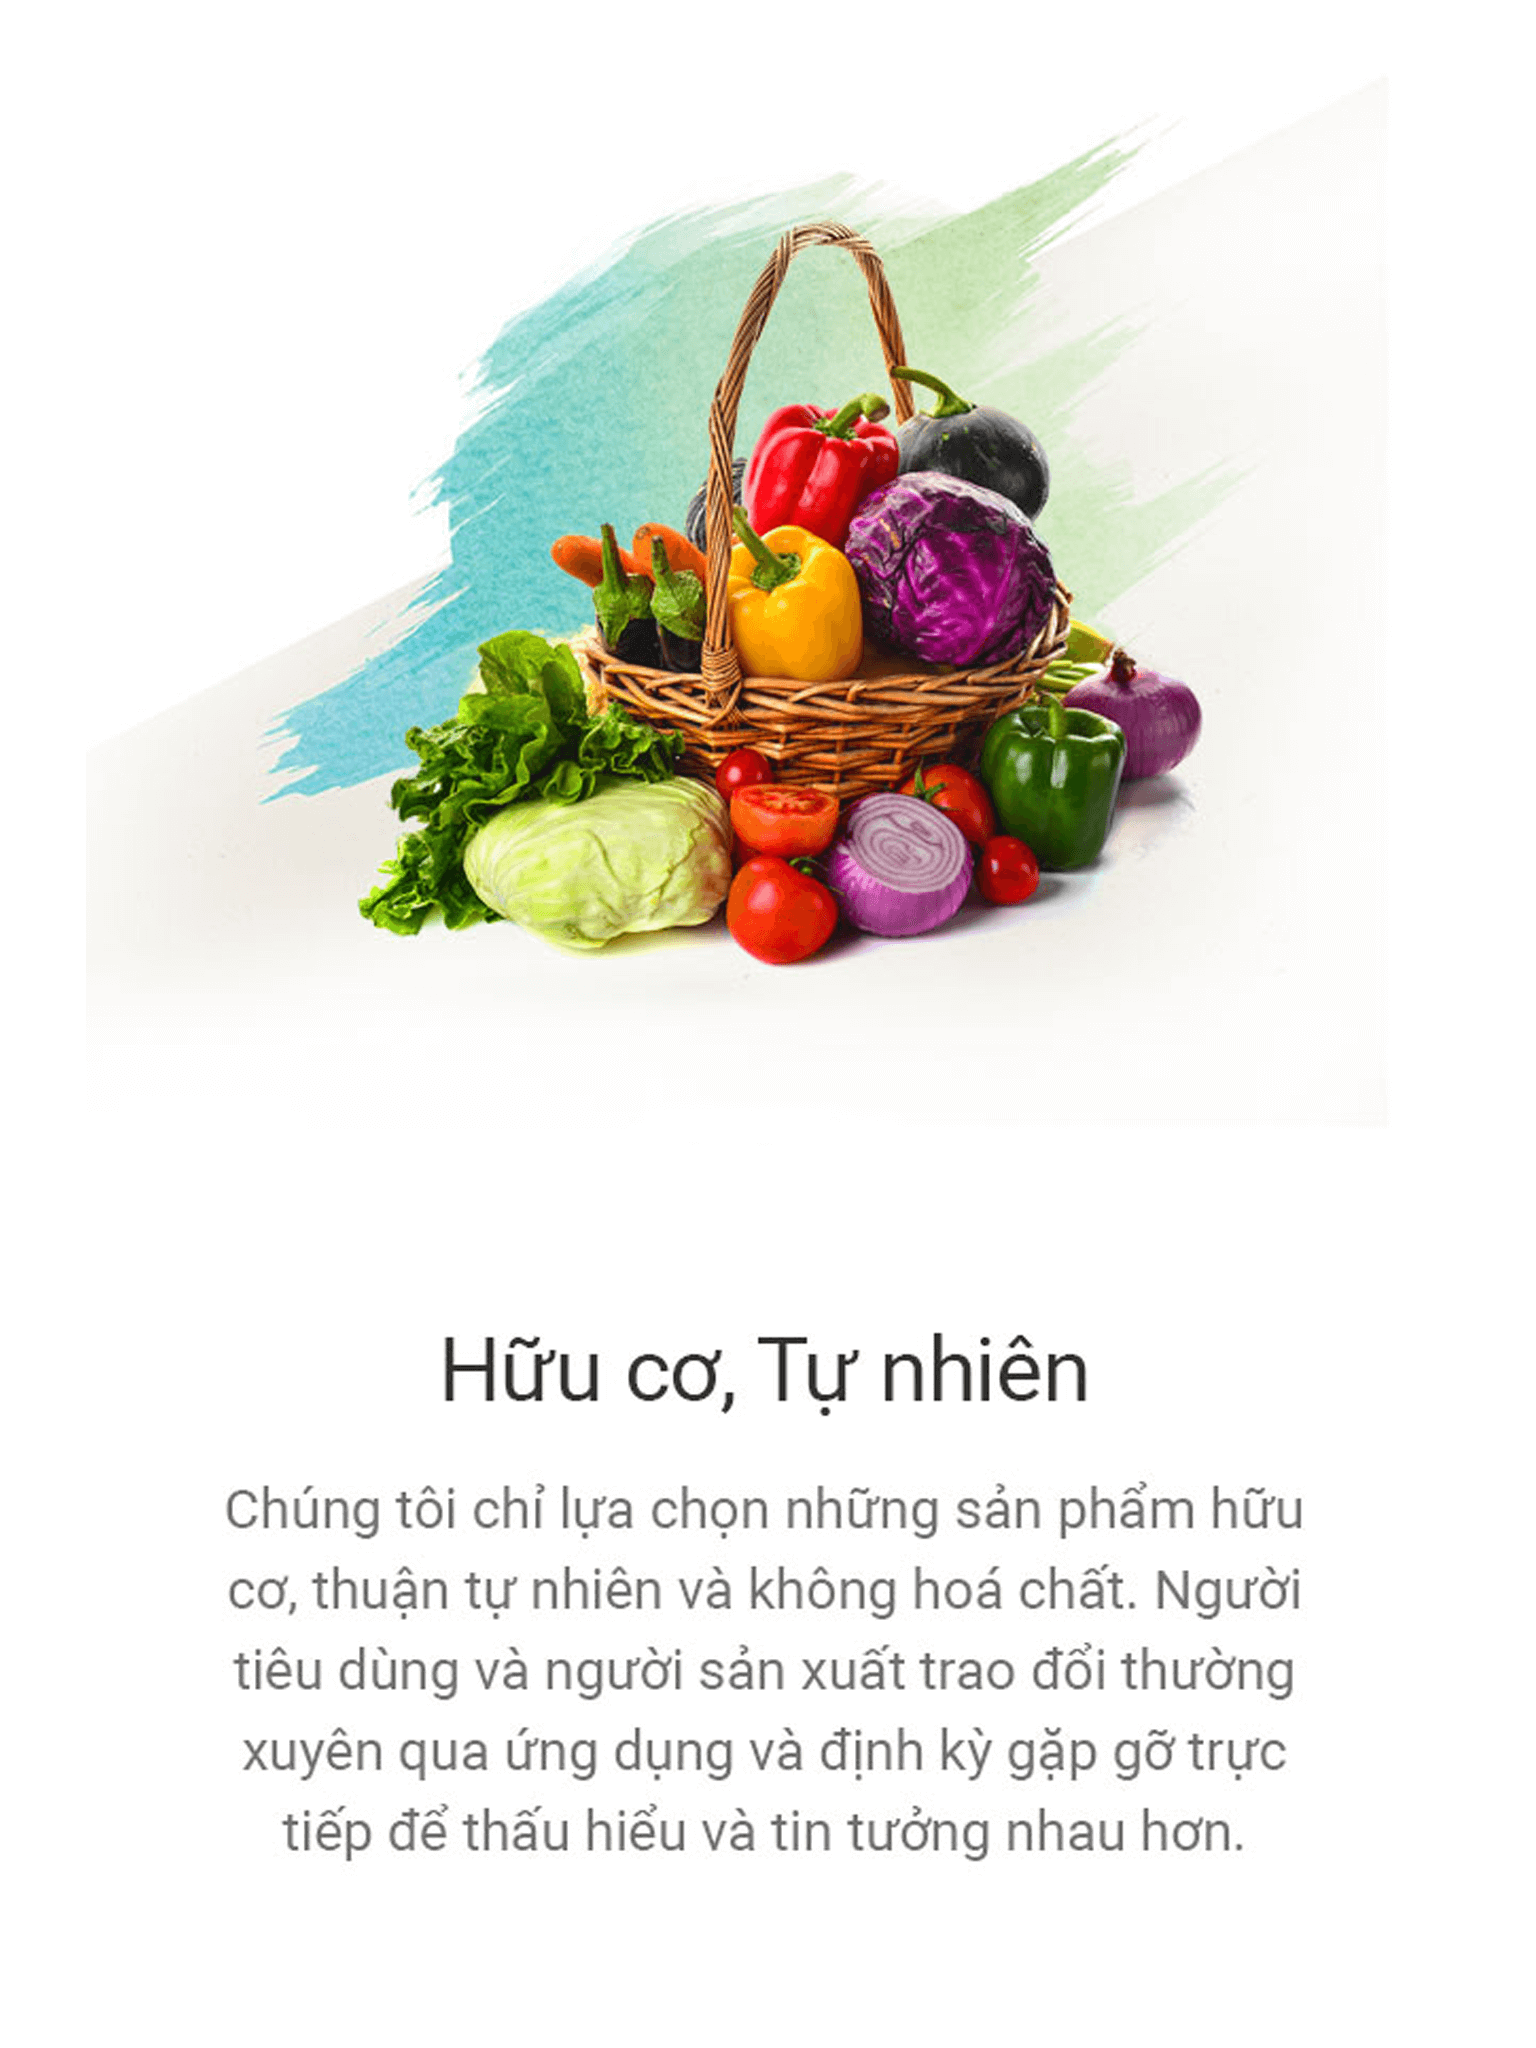 Hữu cơ, Tự nhiên
Chúng tôi chỉ lựa chọn những sản phẩm hữu
cơ, thuận tự nhiên và không hoá chất. Người
tiêu dùng và người sản xuất trao đổi thường
xuyên qua ứng dụng và định kỳ gặp gỡ trực
tiếp để thấu hiểu và tin tưởng nhau hơn.